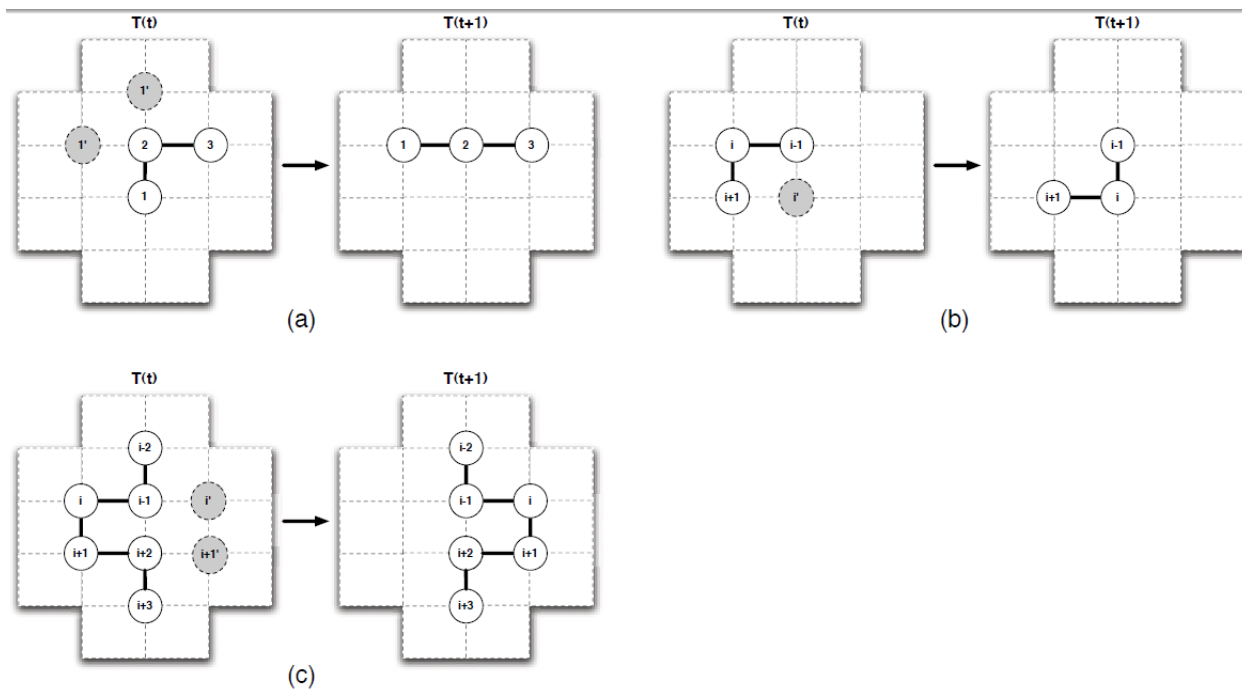 T(t) T(t+1) T(t) T(t+1)
1'
1' 2 3 1 2 3 i i-1 i-1
1 i+1 i' i+1 i
(a) (b)
T(t) T(t+1)
i-2 i-2
i i-1 i' i-1 i
i+1 i+2 i+1' i+2 i+1
i+3 i+3
(c)